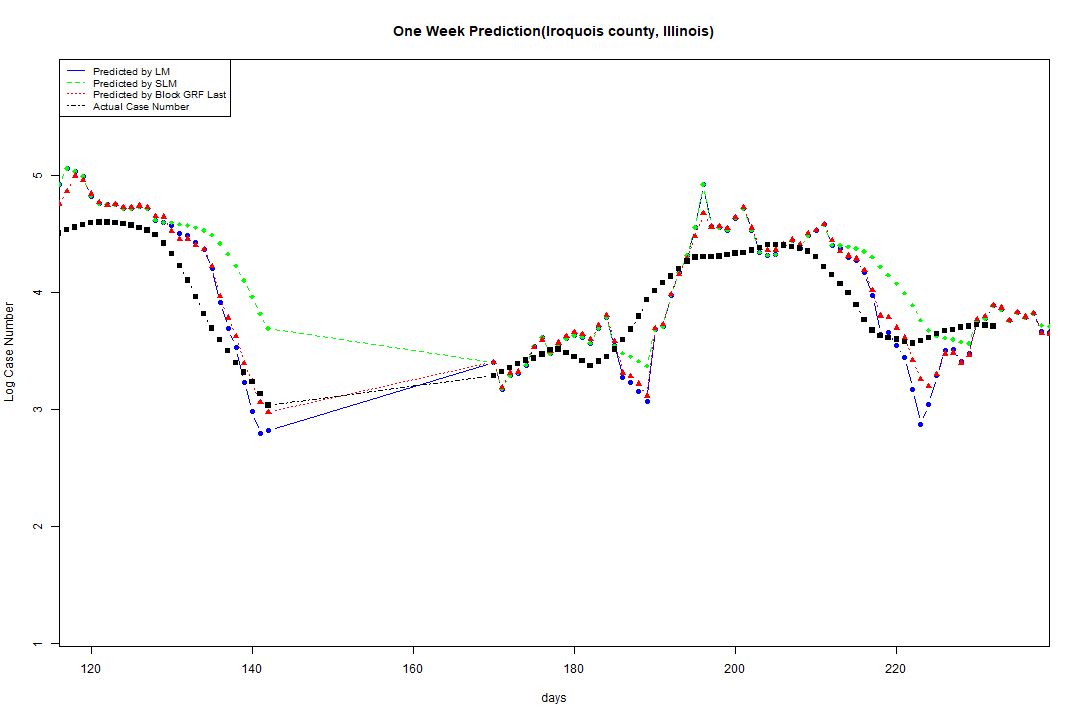 One Week Prediction(Iroquois county, Illinois)
Predicted by LM
Predicted by SLM
Predicted by Block GRF Last
Actual Case Number
Log Case Number
5
4
3
2
1
120 140 160 180 200 220
days